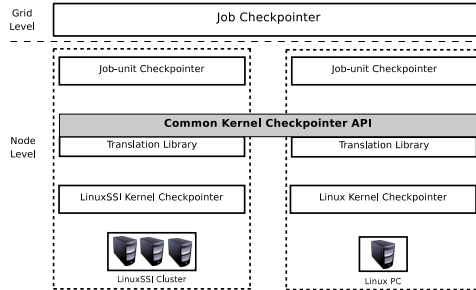 Grid
Level
Job Checkpointer
Job-unit Checkpointer
Job-unit Checkpointer
Common Kernel Checkpointer API
Node
Level
Translation Library
Translation Library
LinuxSSI Kernel Checkpointer
Linux Kernel Checkpointer
LinuxSSI Cluster
Linux PC